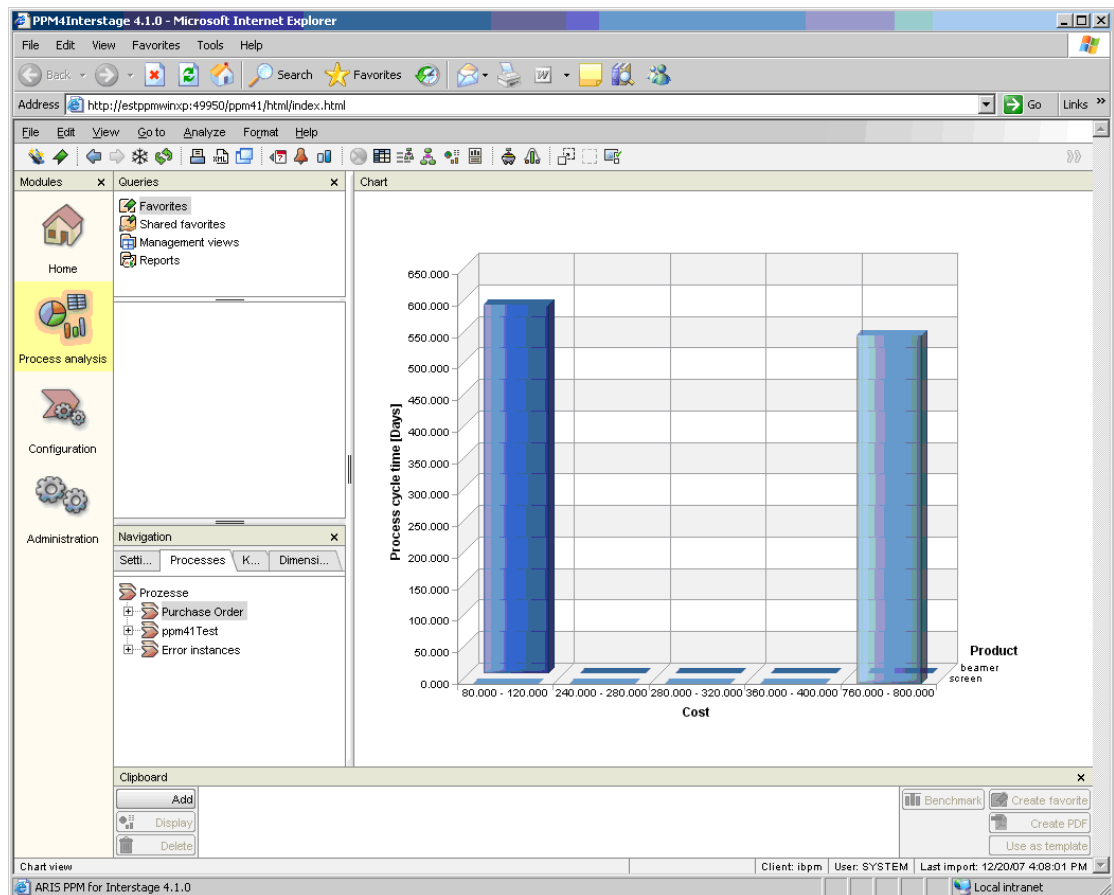 PPM4Interstage 4.1.0 - Microsoft Internet Explorer
File Edit View Favorites Tools Help
Back Search Favorites
Address http://estppmwinxp:49950/ppm41/html/index.html Go Links »
File Edit View Go to Analyze Format Help
Modules x Queries x Chart
Favorites
Shared favorites
Management views
Reports
Home
Process analysis
Configuration
Administration
Navigation x
Setti... Processes K... Dimensi...
Prozesse
Purchase Order
ppm41Test
Error instances
650.000
600.000
550.000
500.000
450.000
400.000
350.000
300.000
250.000
200.000
150.000
100.000
50.000
0.000
Process cycle time [Days]
80.000 - 120.000 240.000 - 280.000 280.000 - 320.000 360.000 - 400.000 760.000 - 800.000
Cost
Product
beamer
screen
Clipboard x
Add
Display
Delete
Benchmark Create favorite
Create PDF
Use as template
Chart view Client: ibpm User: SYSTEM Last import: 12/20/07 4:08:01 PM
ARIS PPM for Interstage 4.1.0 Local intranet